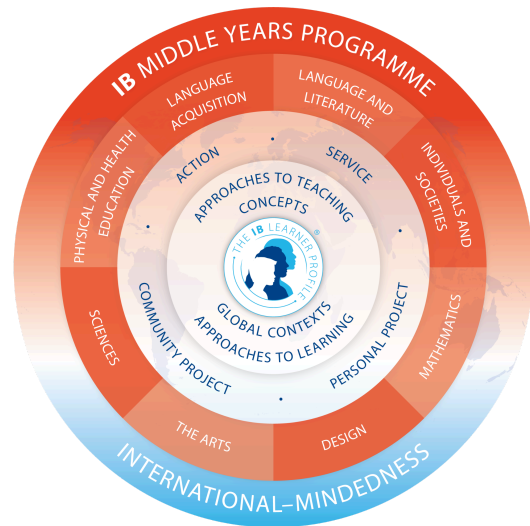 IB MIDDLE YEARS PROGRAMME
LANGUAGE
ACQUISITION
LANGUAGE AND
LITERATURE
INDIVIDUALS AND
SOCIETIES
MATHEMATICS
DESIGN
THE ARTS
SCIENCES
PHYSICAL AND HEALTH
EDUCATION
ACTION
SERVICE
PERSONAL PROJECT
COMMUNITY PROJECT
APPROACHES TO TEACHING
CONCEPTS
THE IB LEARNER PROFILE
®
GLOBAL CONTEXTS
APPROACHES TO LEARNING
INTERNATIONAL–MINDEDNESS